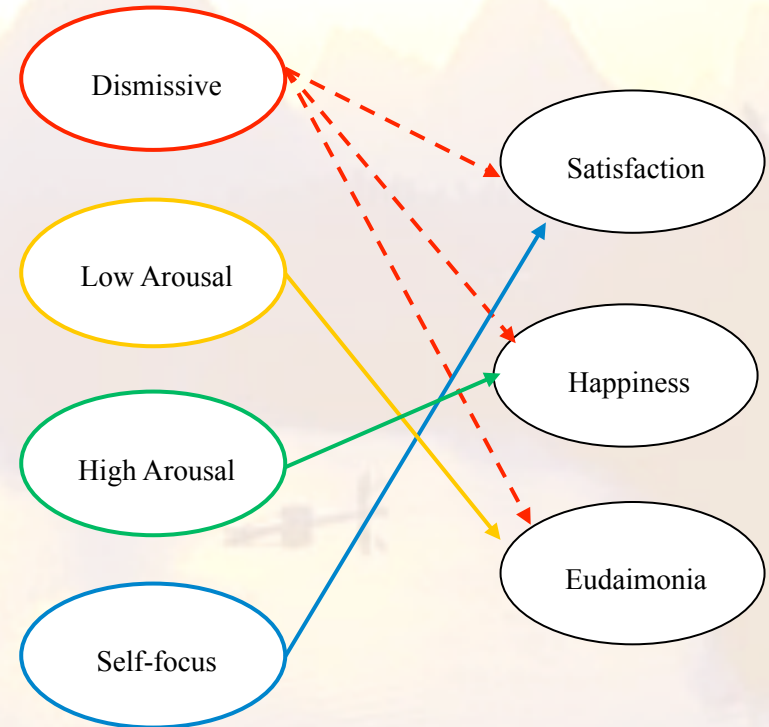 Dismissive
Satisfaction
Low Arousal
Happiness
High Arousal
Eudaimonia
Self-focus